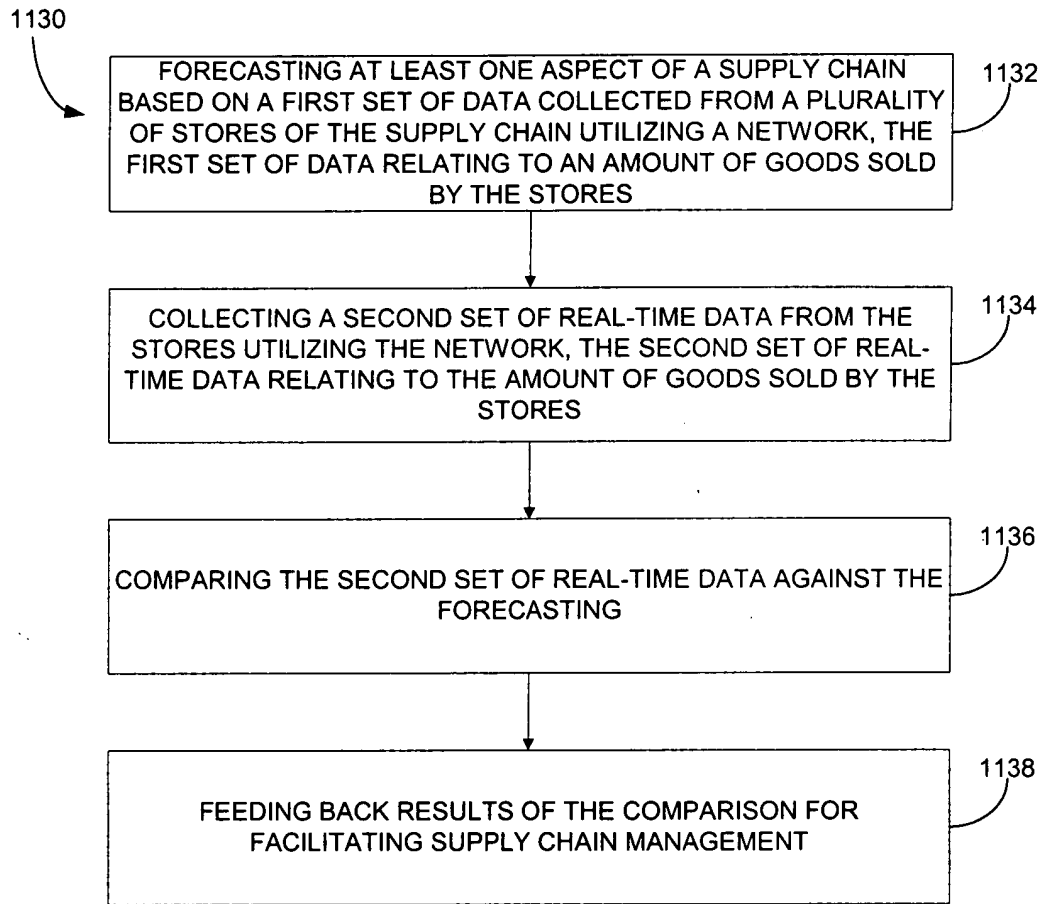 1130
FORECASTING AT LEAST ONE ASPECT OF A SUPPLY CHAIN
BASED ON A FIRST SET OF DATA COLLECTED FROM A PLURALITY
OF STORES OF THE SUPPLY CHAIN UTILIZING A NETWORK, THE
FIRST SET OF DATA RELATING TO AN AMOUNT OF GOODS SOLD
BY THE STORES
1132
COLLECTING A SECOND SET OF REAL-TIME DATA FROM THE
STORES UTILIZING THE NETWORK, THE SECOND SET OF REAL-
TIME DATA RELATING TO THE AMOUNT OF GOODS SOLD BY THE
STORES
1134
COMPARING THE SECOND SET OF REAL-TIME DATA AGAINST THE
FORECASTING
1136
FEEDING BACK RESULTS OF THE COMPARISON FOR
FACILITATING SUPPLY CHAIN MANAGEMENT
1138